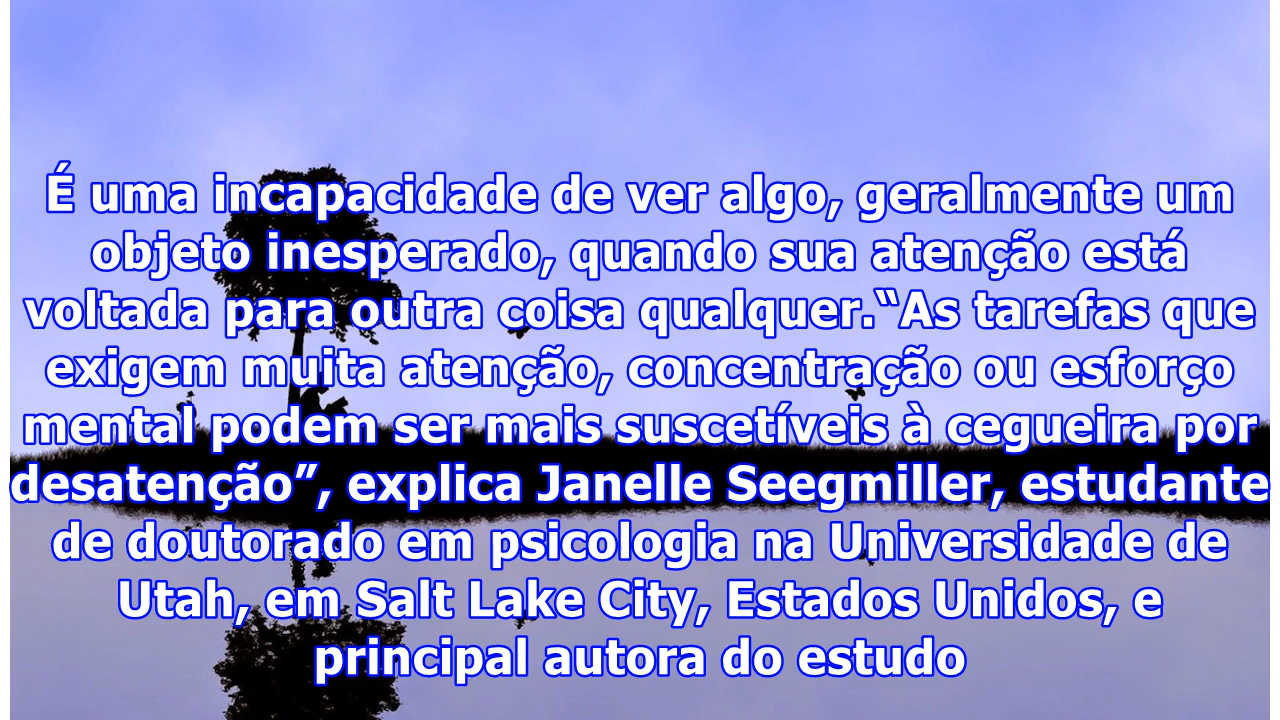 É uma incapacidade de ver algo, geralmente um
objeto inesperado, quando sua atenção está
voltada para outra coisa qualquer.“As tarefas que
exigem muita atenção, concentração ou esforço
mental podem ser mais suscetíveis à cegueira por
desatenção”, explica Janelle Seegmiller, estudante
de doutorado em psicologia na Universidade de
Utah, em Salt Lake City, Estados Unidos, e
principal autora do estudo